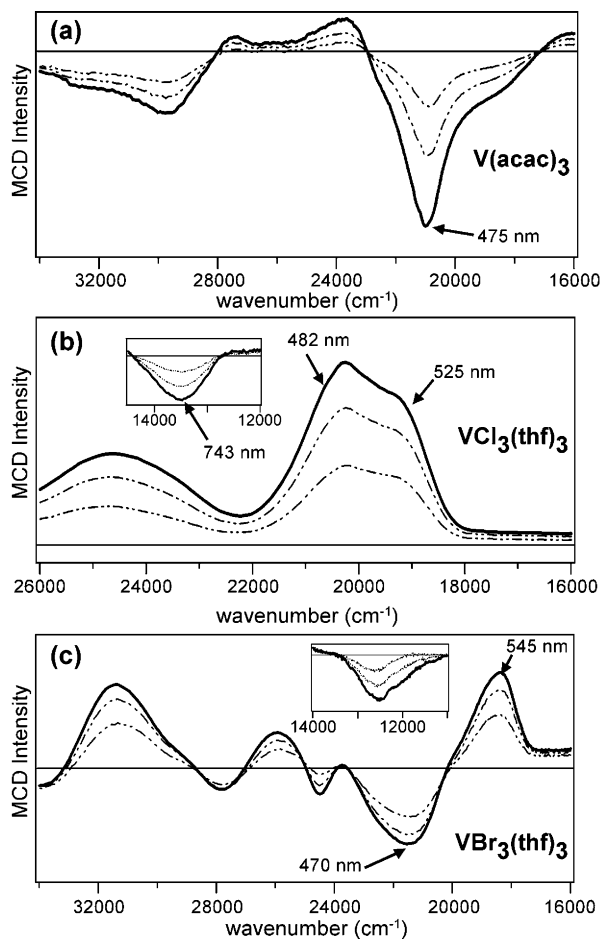 (a)
MCD Intensity
V(acac)3
475 nm
32000 28000 24000 20000 16000
wavenumber (cm-1)
(b)
482 nm
525 nm
14000 12000
743 nm
VCl3(thf)3
MCD Intensity
26000 24000 22000 20000 18000 16000
wavenumber (cm-1)
(c)
545 nm
14000 12000
MCD Intensity
470 nm
VBr3(thf)3
32000 28000 24000 20000 16000
wavenumber (cm-1)